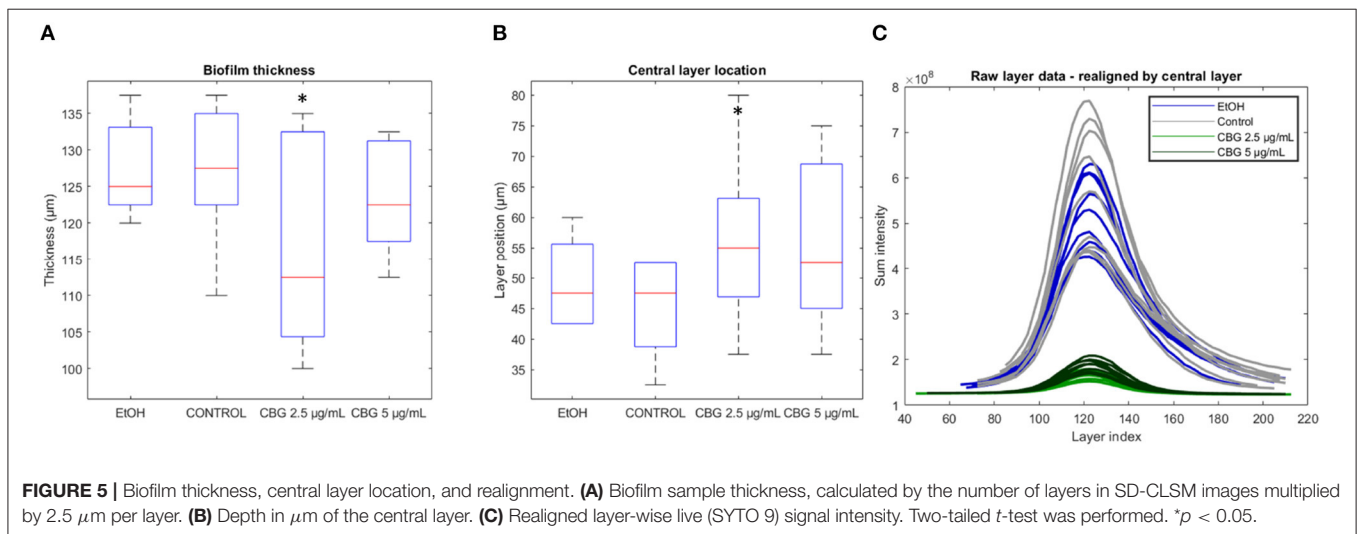 A
Biofilm thickness
*
Thickness (µm)
135
130
125
120
115
110
105
100
EtOH CONTROL CBG 2.5 µg/mL CBG 5 µg/mL
B
Central layer location
*
Layer position (µm)
80
75
70
65
60
55
50
45
40
35
EtOH CONTROL CBG 2.5 µg/mL CBG 5 µg/mL
C
Raw layer data - realigned by central layer
×10⁸
Sum intensity
8
7
6
5
4
3
2
1
EtOH
Control
CBG 2.5 µg/mL
CBG 5 µg/mL
40 60 80 100 120 140 160 180 200 220
Layer index
FIGURE 5 | Biofilm thickness, central layer location, and realignment. (A) Biofilm sample thickness, calculated by the number of layers in SD-CLSM images multiplied
by 2.5 µm per layer. (B) Depth in µm of the central layer. (C) Realigned layer-wise live (SYTO 9) signal intensity. Two-tailed t-test was performed. *p < 0.05.